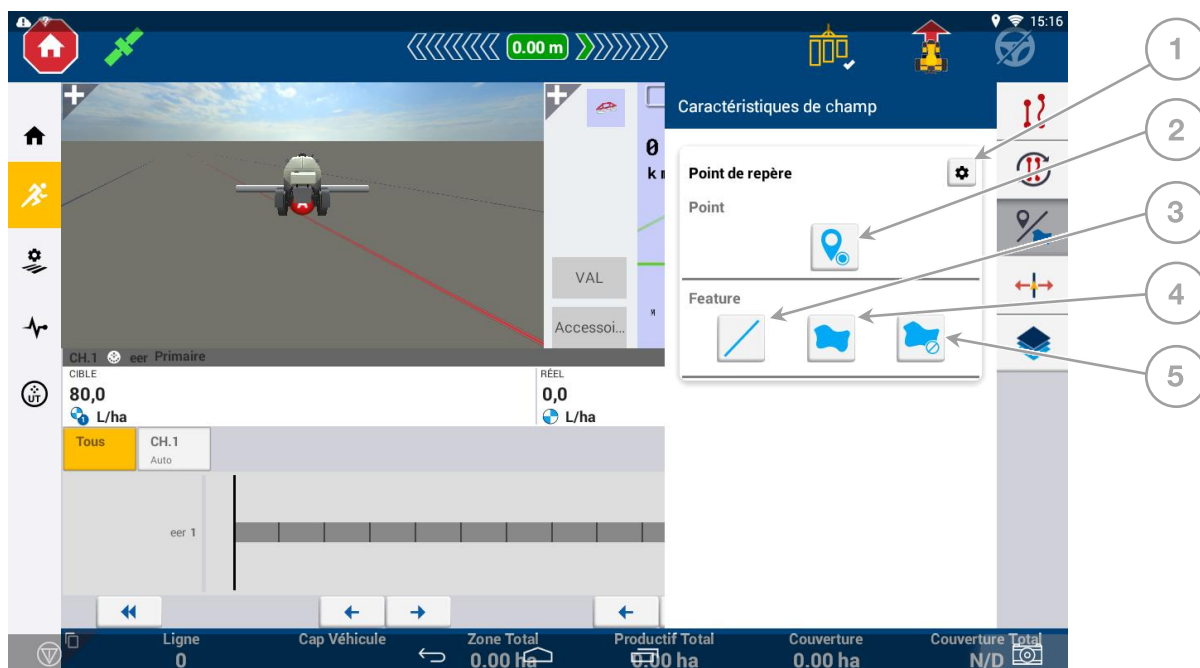 15:16
0.00 m
Caractéristiques de champ
1
2
3
4
5
Point de repère
Point
Feature
0
k
VAL
Accessoi...
M
A
UT
CH.1 eer Primaire
CIBLE
80,0
1 L/ha
RÉEL
0,0
L/ha
Tous
CH.1
Auto
eer 1
Ligne
0
Cap Véhicule
Zone Total
0.00 ha
Productif Total
0.00 ha
Couverture
0.00 ha
Couverture Total
N/D